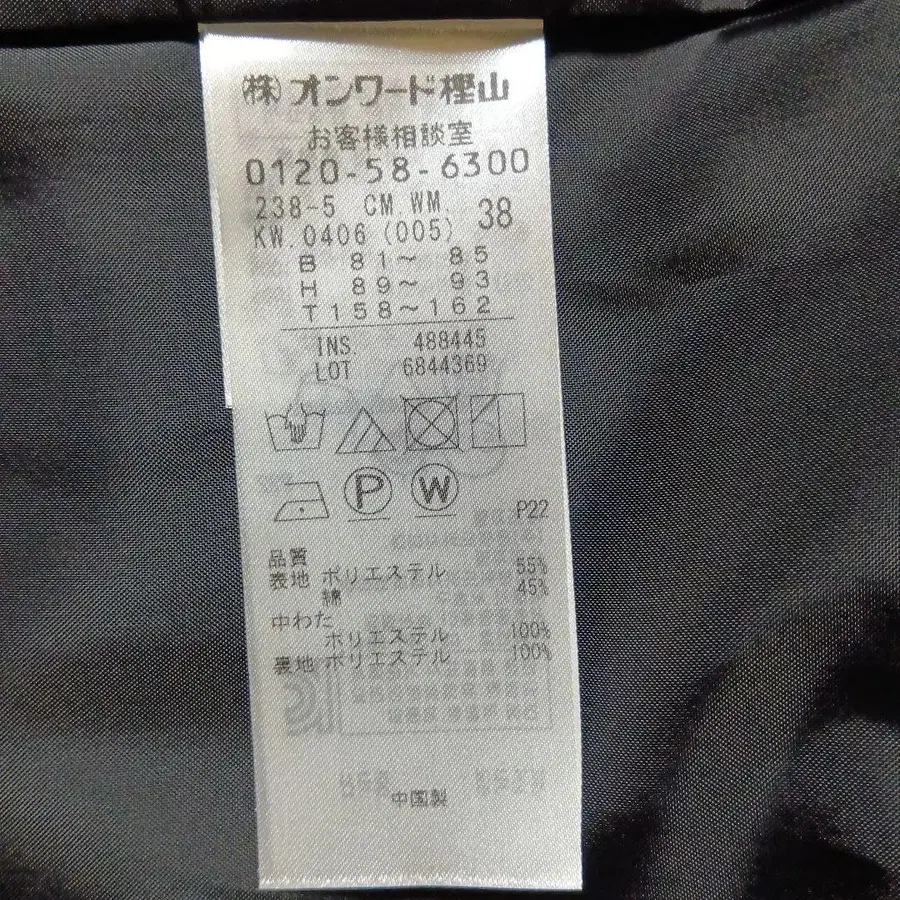 (株)オンワード樫山
お客様相談室
0120-58-6300
238-5 CM WM 38
KW.0406 (005)
B 81～ 85
H 89～ 93
T158～162
INS. 488445
LOT 6844369
P
W
P22
品質
表地 ポリエステル 55%
綿 45%
中わた
ポリエステル 100%
裏地 ポリエステル 100%
中国製